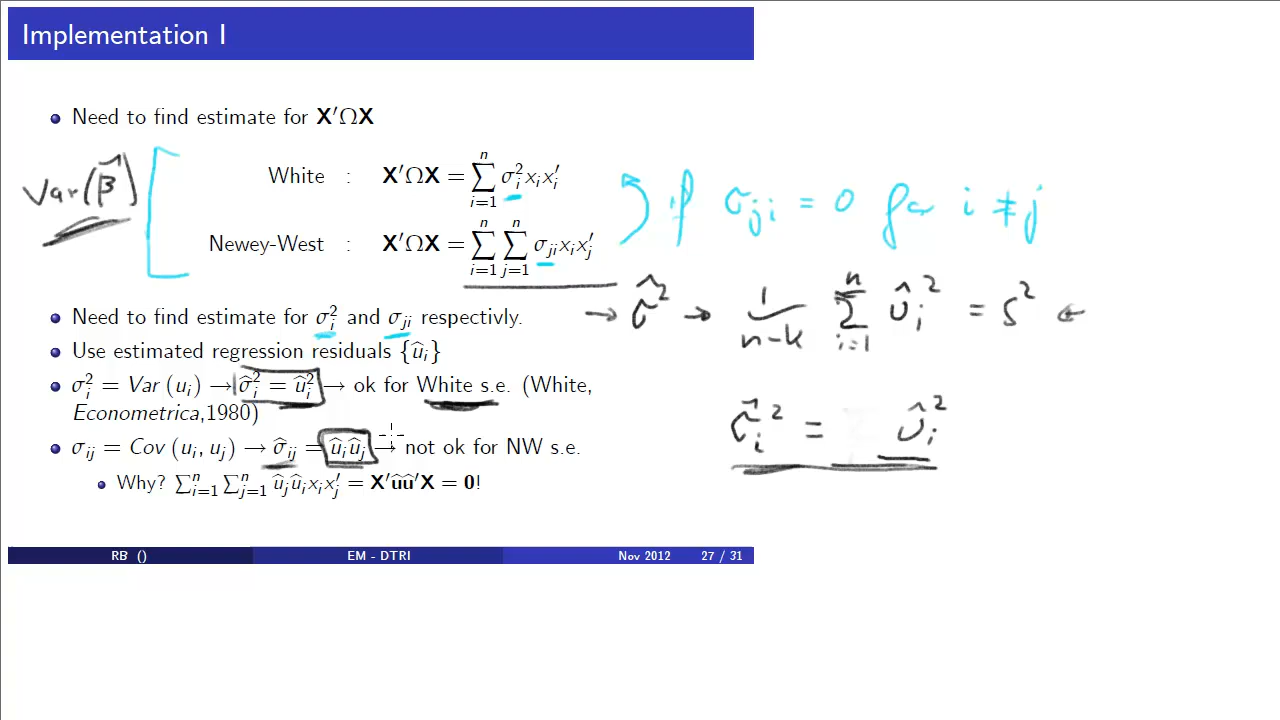 Implementation I
Need to find estimate for X′ΩX
White : X′ΩX = ∑ⁿᵢ₌₁ σᵢ² xᵢxᵢ′
if σⱼᵢ = 0 for i ≠ j
Var(β̂)
Newey-West : X′ΩX = ∑ⁿᵢ₌₁ ∑ⁿⱼ₌₁ σⱼᵢ xᵢxⱼ′
Need to find estimate for σᵢ² and σⱼᵢ respectivly.
→ σ̂² → 1/(n-k) ∑ⁿᵢ₌₁ ûᵢ² = s² ←
Use estimated regression residuals {ûᵢ}
σᵢ² = Var (uᵢ) → σ̂ᵢ² = ûᵢ² → ok for White s.e. (White,
Econometrica,1980)
σ̂ᵢ² = ûᵢ²
σᵢⱼ = Cov (uᵢ, uⱼ) → σ̂ᵢⱼ = ûᵢûⱼ → not ok for NW s.e.
Why? ∑ⁿᵢ₌₁ ∑ⁿⱼ₌₁ ûⱼûᵢxᵢxⱼ′ = X′ûû′X = 0!
RB () EM - DTRI Nov 2012 27 / 31